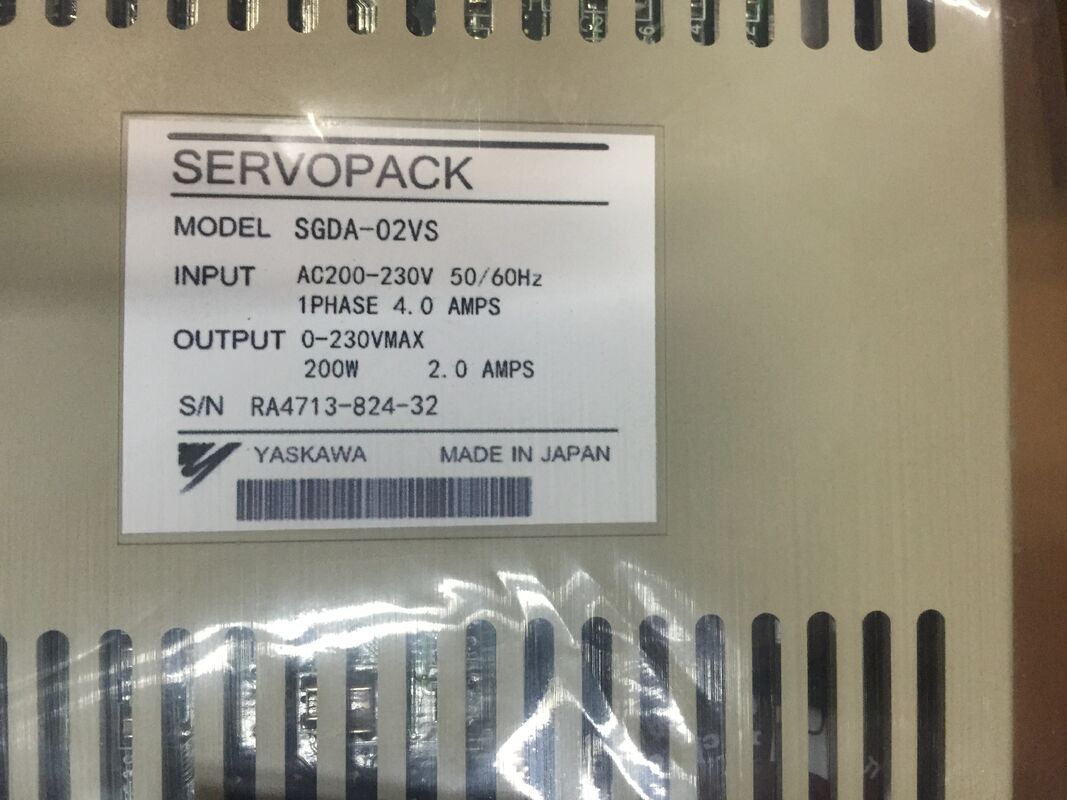 SERVOPACK
MODEL SGDA-02VS
INPUT AC200-230V 50/60Hz
1PHASE 4.0 AMPS
OUTPUT 0-230VMAX
200W 2.0 AMPS
S/N RA4713-824-32
YASKAWA MADE IN JAPAN